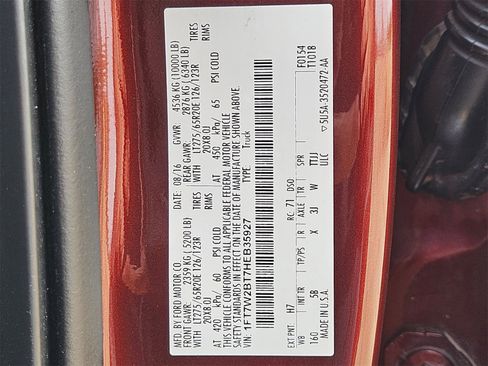 MFD. BY FORD MOTOR CO.
DATE: 08/16 GVWR: 4536 KG (10000 LB)
FRONT GAWR: 2359 KG (5200 LB)
REAR GAWR: 2876 KG (6340 LB)
WITH LT275/65R20E 126/123R TIRES
WITH LT275/65R20E 126/123R TIRES
20X8.0J RIMS
20X8.0J RIMS
AT 420 kPa/ 60 PSI COLD
AT 450 kPa/ 65 PSI COLD
THIS VEHICLE CONFORMS TO ALL APPLICABLE FEDERAL MOTOR VEHICLE
SAFETY STANDARDS IN EFFECT ON THE DATE OF MANUFACTURE SHOWN ABOVE.
VIN: 1FT7W2BT7HEB35927
TYPE: Truck
F0154
T1018
EXT PNT: H7 RC: 71 DSO:
WB INT TR TP/PS R AXLE TR SPR
160 5B X 3J W TTJJ
ULC
MADE IN U.S.A.
▽ 5U5A-3520472-AA